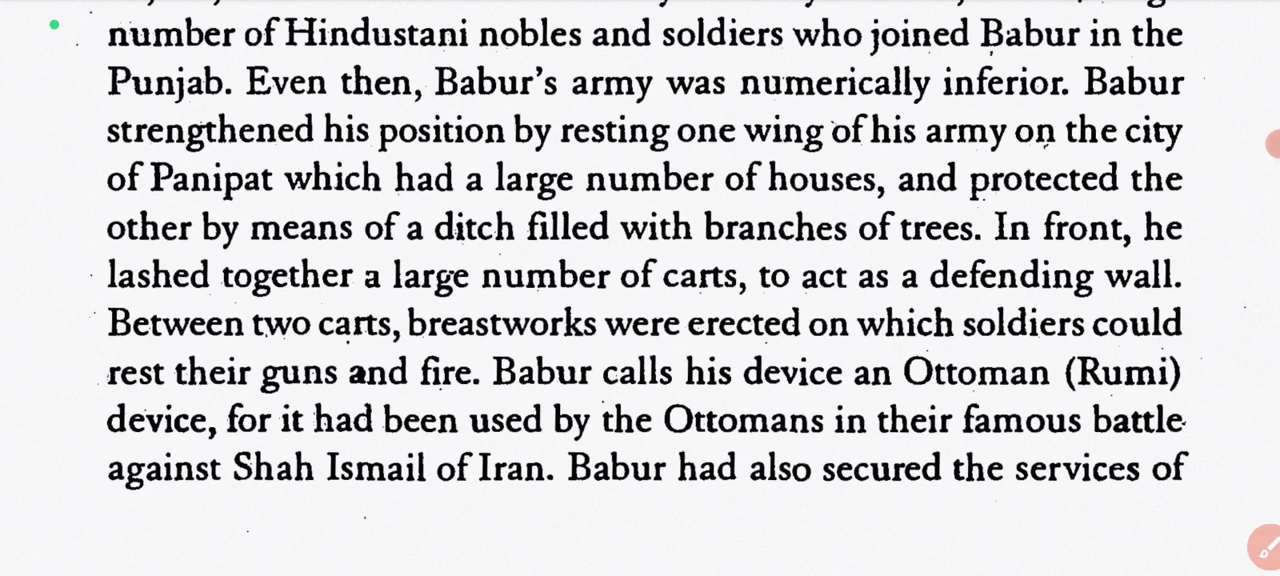 number of Hindustani nobles and soldiers who joined Babur in the
Punjab. Even then, Babur's army was numerically inferior. Babur
strengthened his position by resting one wing of his army on the city
of Panipat which had a large number of houses, and protected the
other by means of a ditch filled with branches of trees. In front, he
lashed together a large number of carts, to act as a defending wall.
Between two carts, breastworks were erected on which soldiers could
rest their guns and fire. Babur calls his device an Ottoman (Rumi)
device, for it had been used by the Ottomans in their famous battle
against Shah Ismail of Iran. Babur had also secured the services of